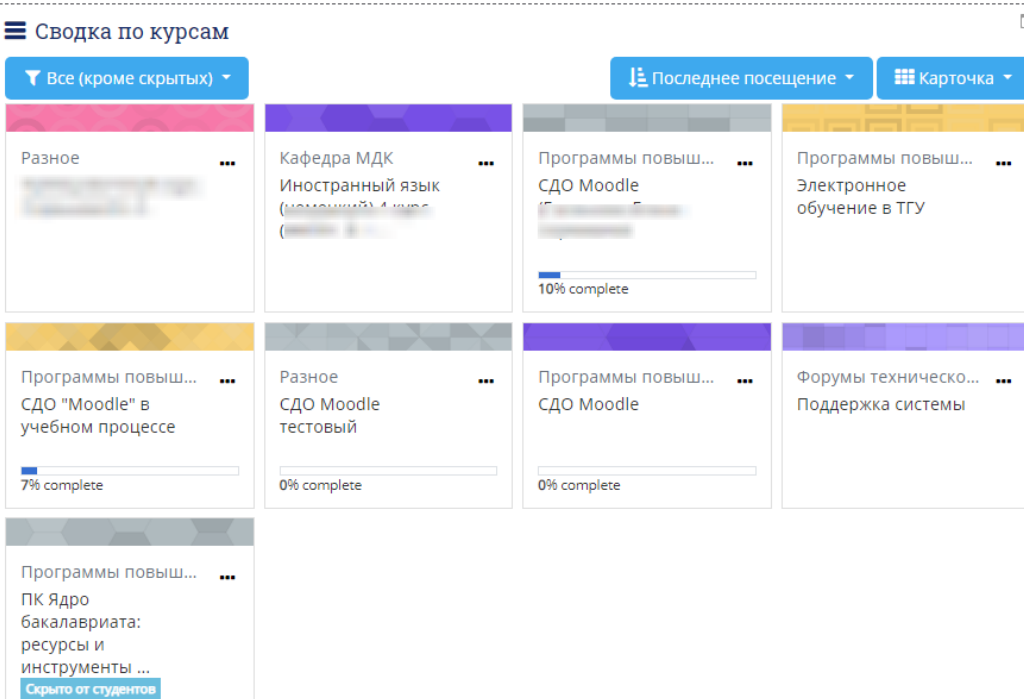 Сводка по курсам
Все (кроме скрытых)
Последнее посещение
Карточка
Разное
Кафедра МДК
Иностранный язык
4 курс
Программы повыш...
СДО Moodle
10% complete
Программы повыш...
Электронное
обучение в ТГУ
Программы повыш...
СДО "Moodle" в
учебном процессе
7% complete
Разное
СДО Moodle
тестовый
0% complete
Программы повыш...
СДО Moodle
0% complete
Форумы техническо...
Поддержка системы
Программы повыш...
ПК Ядро
бакалавриата:
ресурсы и
инструменты ...
Скрыто от студентов